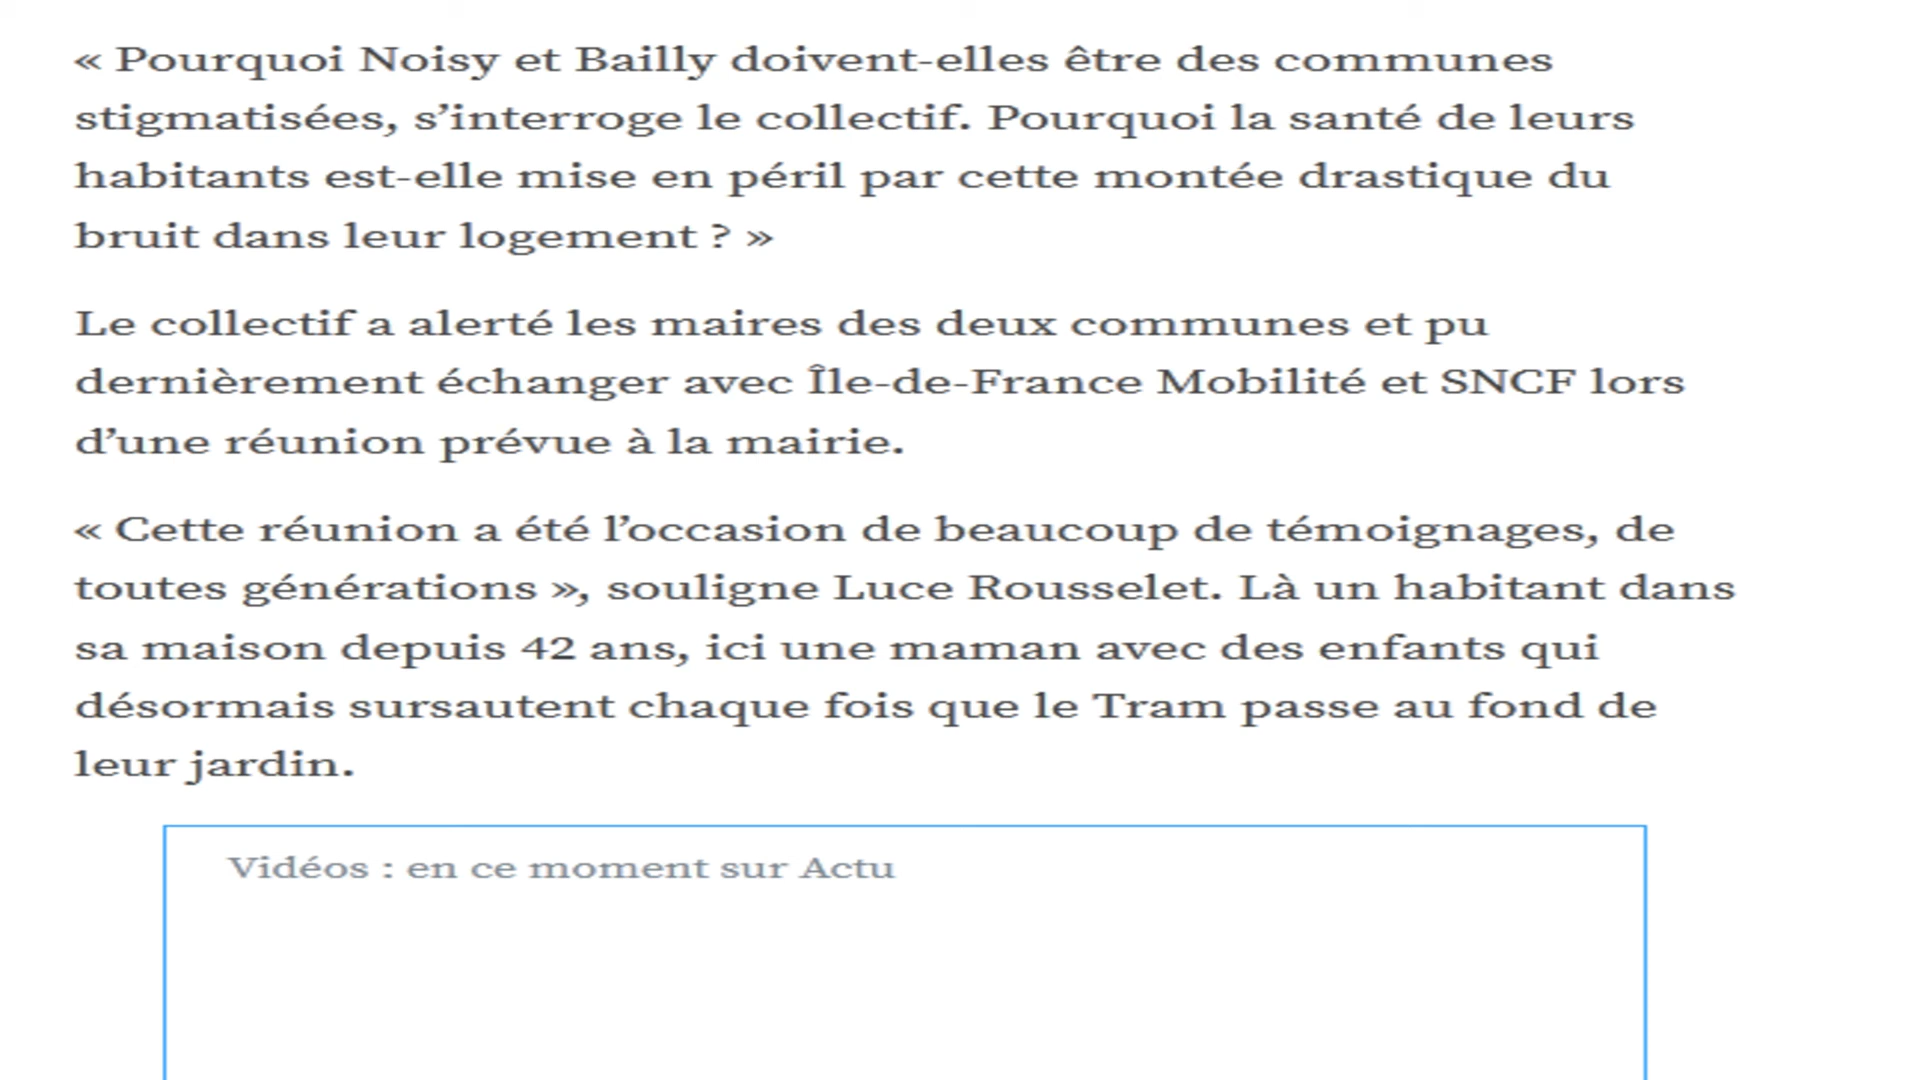 « Pourquoi Noisy et Bailly doivent-elles être des communes
stigmatisées, s’interroge le collectif. Pourquoi la santé de leurs
habitants est-elle mise en péril par cette montée drastique du
bruit dans leur logement ? »
Le collectif a alerté les maires des deux communes et pu
dernièrement échanger avec Île-de-France Mobilité et SNCF lors
d’une réunion prévue à la mairie.
« Cette réunion a été l’occasion de beaucoup de témoignages, de
toutes générations », souligne Luce Rousselet. Là un habitant dans
sa maison depuis 42 ans, ici une maman avec des enfants qui
désormais sursautent chaque fois que le Tram passe au fond de
leur jardin.
Vidéos : en ce moment sur Actu